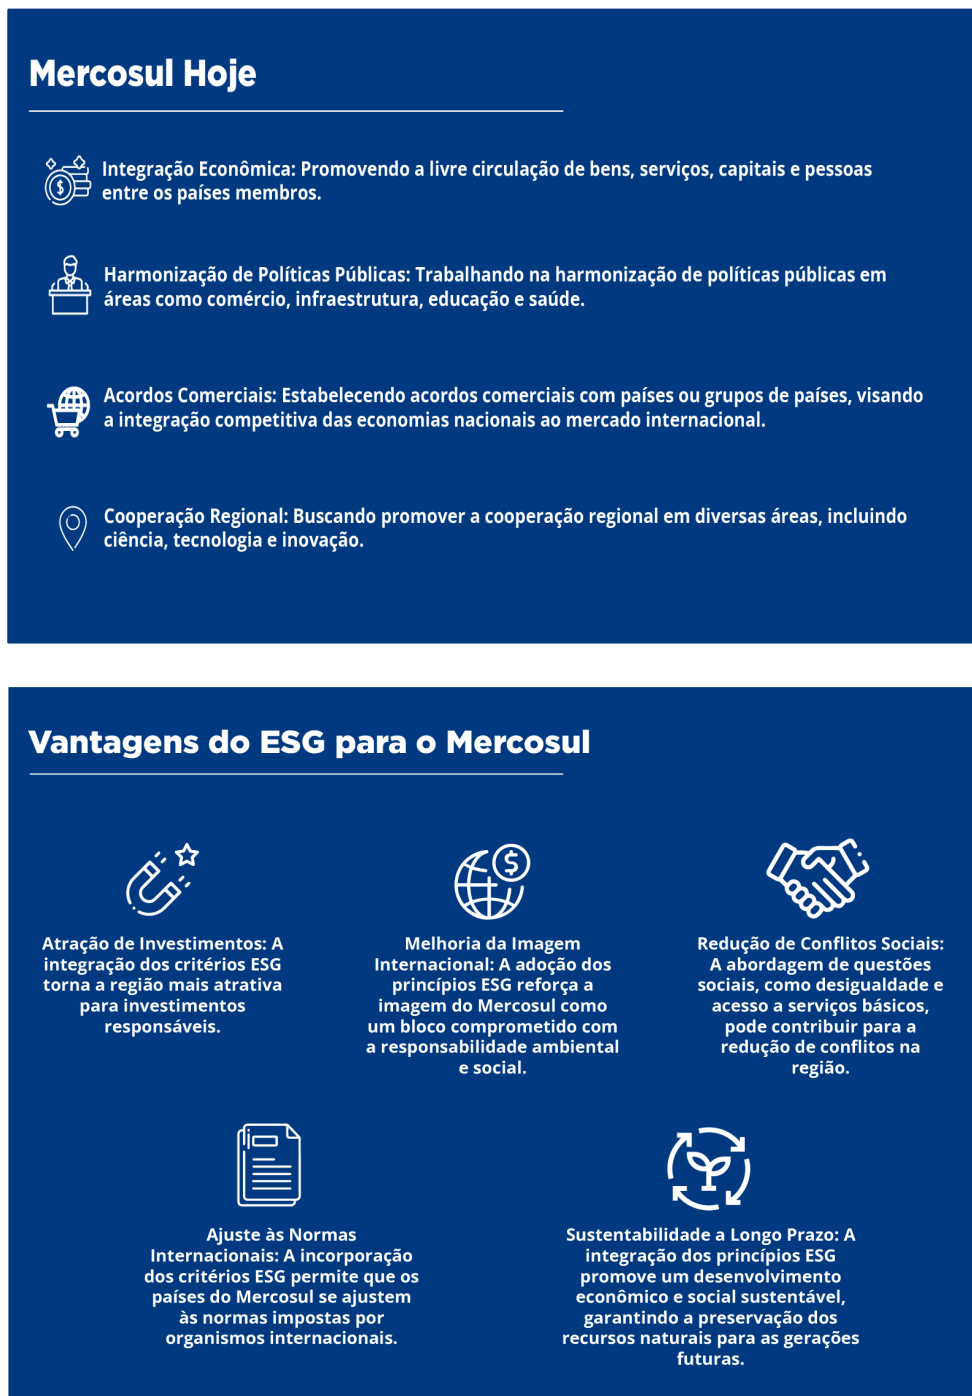 Mercosul Hoje
Integração Econômica: Promovendo a livre circulação de bens, serviços, capitais e pessoas
entre os países membros.
Harmonização de Políticas Públicas: Trabalhando na harmonização de políticas públicas em
áreas como comércio, infraestrutura, educação e saúde.
Acordos Comerciais: Estabelecendo acordos comerciais com países ou grupos de países, visando
a integração competitiva das economias nacionais ao mercado internacional.
Cooperação Regional: Buscando promover a cooperação regional em diversas áreas, incluindo
ciência, tecnologia e inovação.
Vantagens do ESG para o Mercosul
Atração de Investimentos: A
integração dos critérios ESG
torna a região mais atrativa
para investimentos
responsáveis.
Melhoria da Imagem
Internacional: A adoção dos
princípios ESG reforça a
imagem do Mercosul como
um bloco comprometido com
a responsabilidade ambiental
e social.
Redução de Conflitos Sociais:
A abordagem de questões
sociais, como desigualdade e
acesso a serviços básicos,
pode contribuir para a
redução de conflitos na
região.
Ajuste às Normas
Internacionais: A incorporação
dos critérios ESG permite que os
países do Mercosul se ajustem
às normas impostas por
organismos internacionais.
Sustentabilidade a Longo Prazo: A
integração dos princípios ESG
promove um desenvolvimento
econômico e social sustentável,
garantindo a preservação dos
recursos naturais para as gerações
futuras.